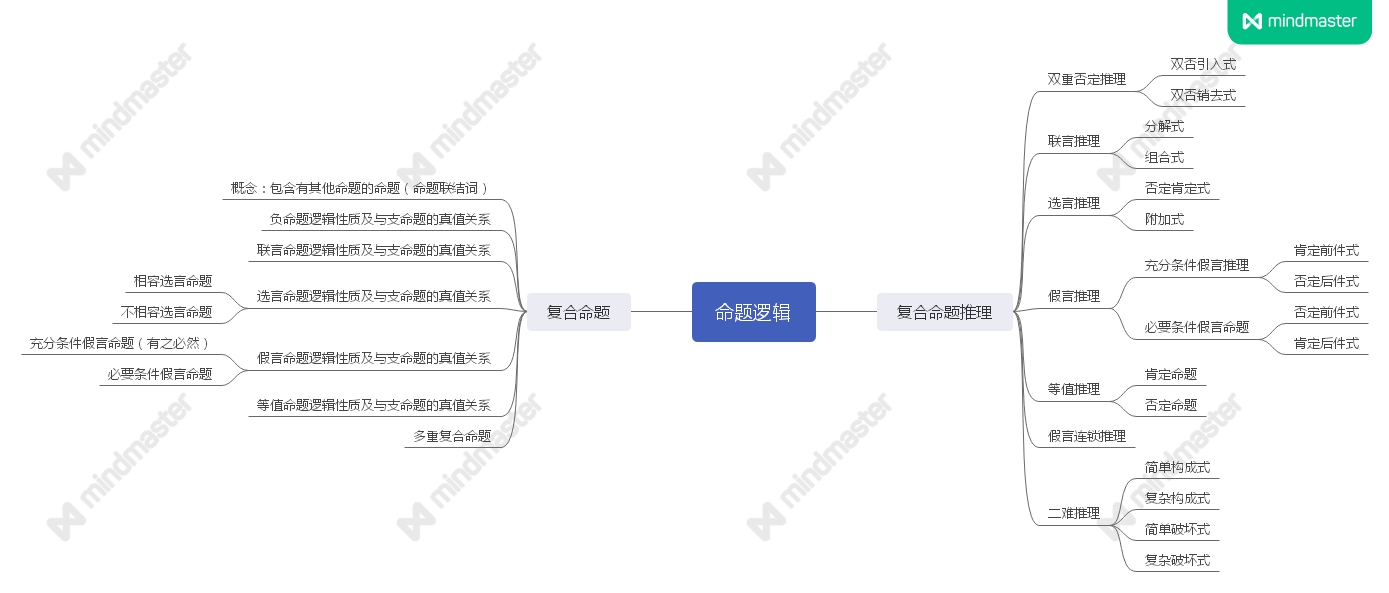 mindmaster
命题逻辑
复合命题
概念：包含有其他命题的命题（命题联结词）
负命题逻辑性质及与支命题的真值关系
联言命题逻辑性质及与支命题的真值关系
选言命题逻辑性质及与支命题的真值关系
相容选言命题
不相容选言命题
假言命题逻辑性质及与支命题的真值关系
充分条件假言命题（有之必然）
必要条件假言命题
等值命题逻辑性质及与支命题的真值关系
多重复合命题
复合命题推理
双重否定推理
双否引入式
双否销去式
联言推理
分解式
组合式
选言推理
否定肯定式
附加式
假言推理
充分条件假言推理
肯定前件式
否定后件式
必要条件假言命题
否定前件式
肯定后件式
等值推理
肯定命题
否定命题
假言连锁推理
二难推理
简单构成式
复杂构成式
简单破坏式
复杂破坏式
mindmaster
mindmaster
mindmaster
mindmaster
mindmaster
mindmaster
mindmaster
mindmaster